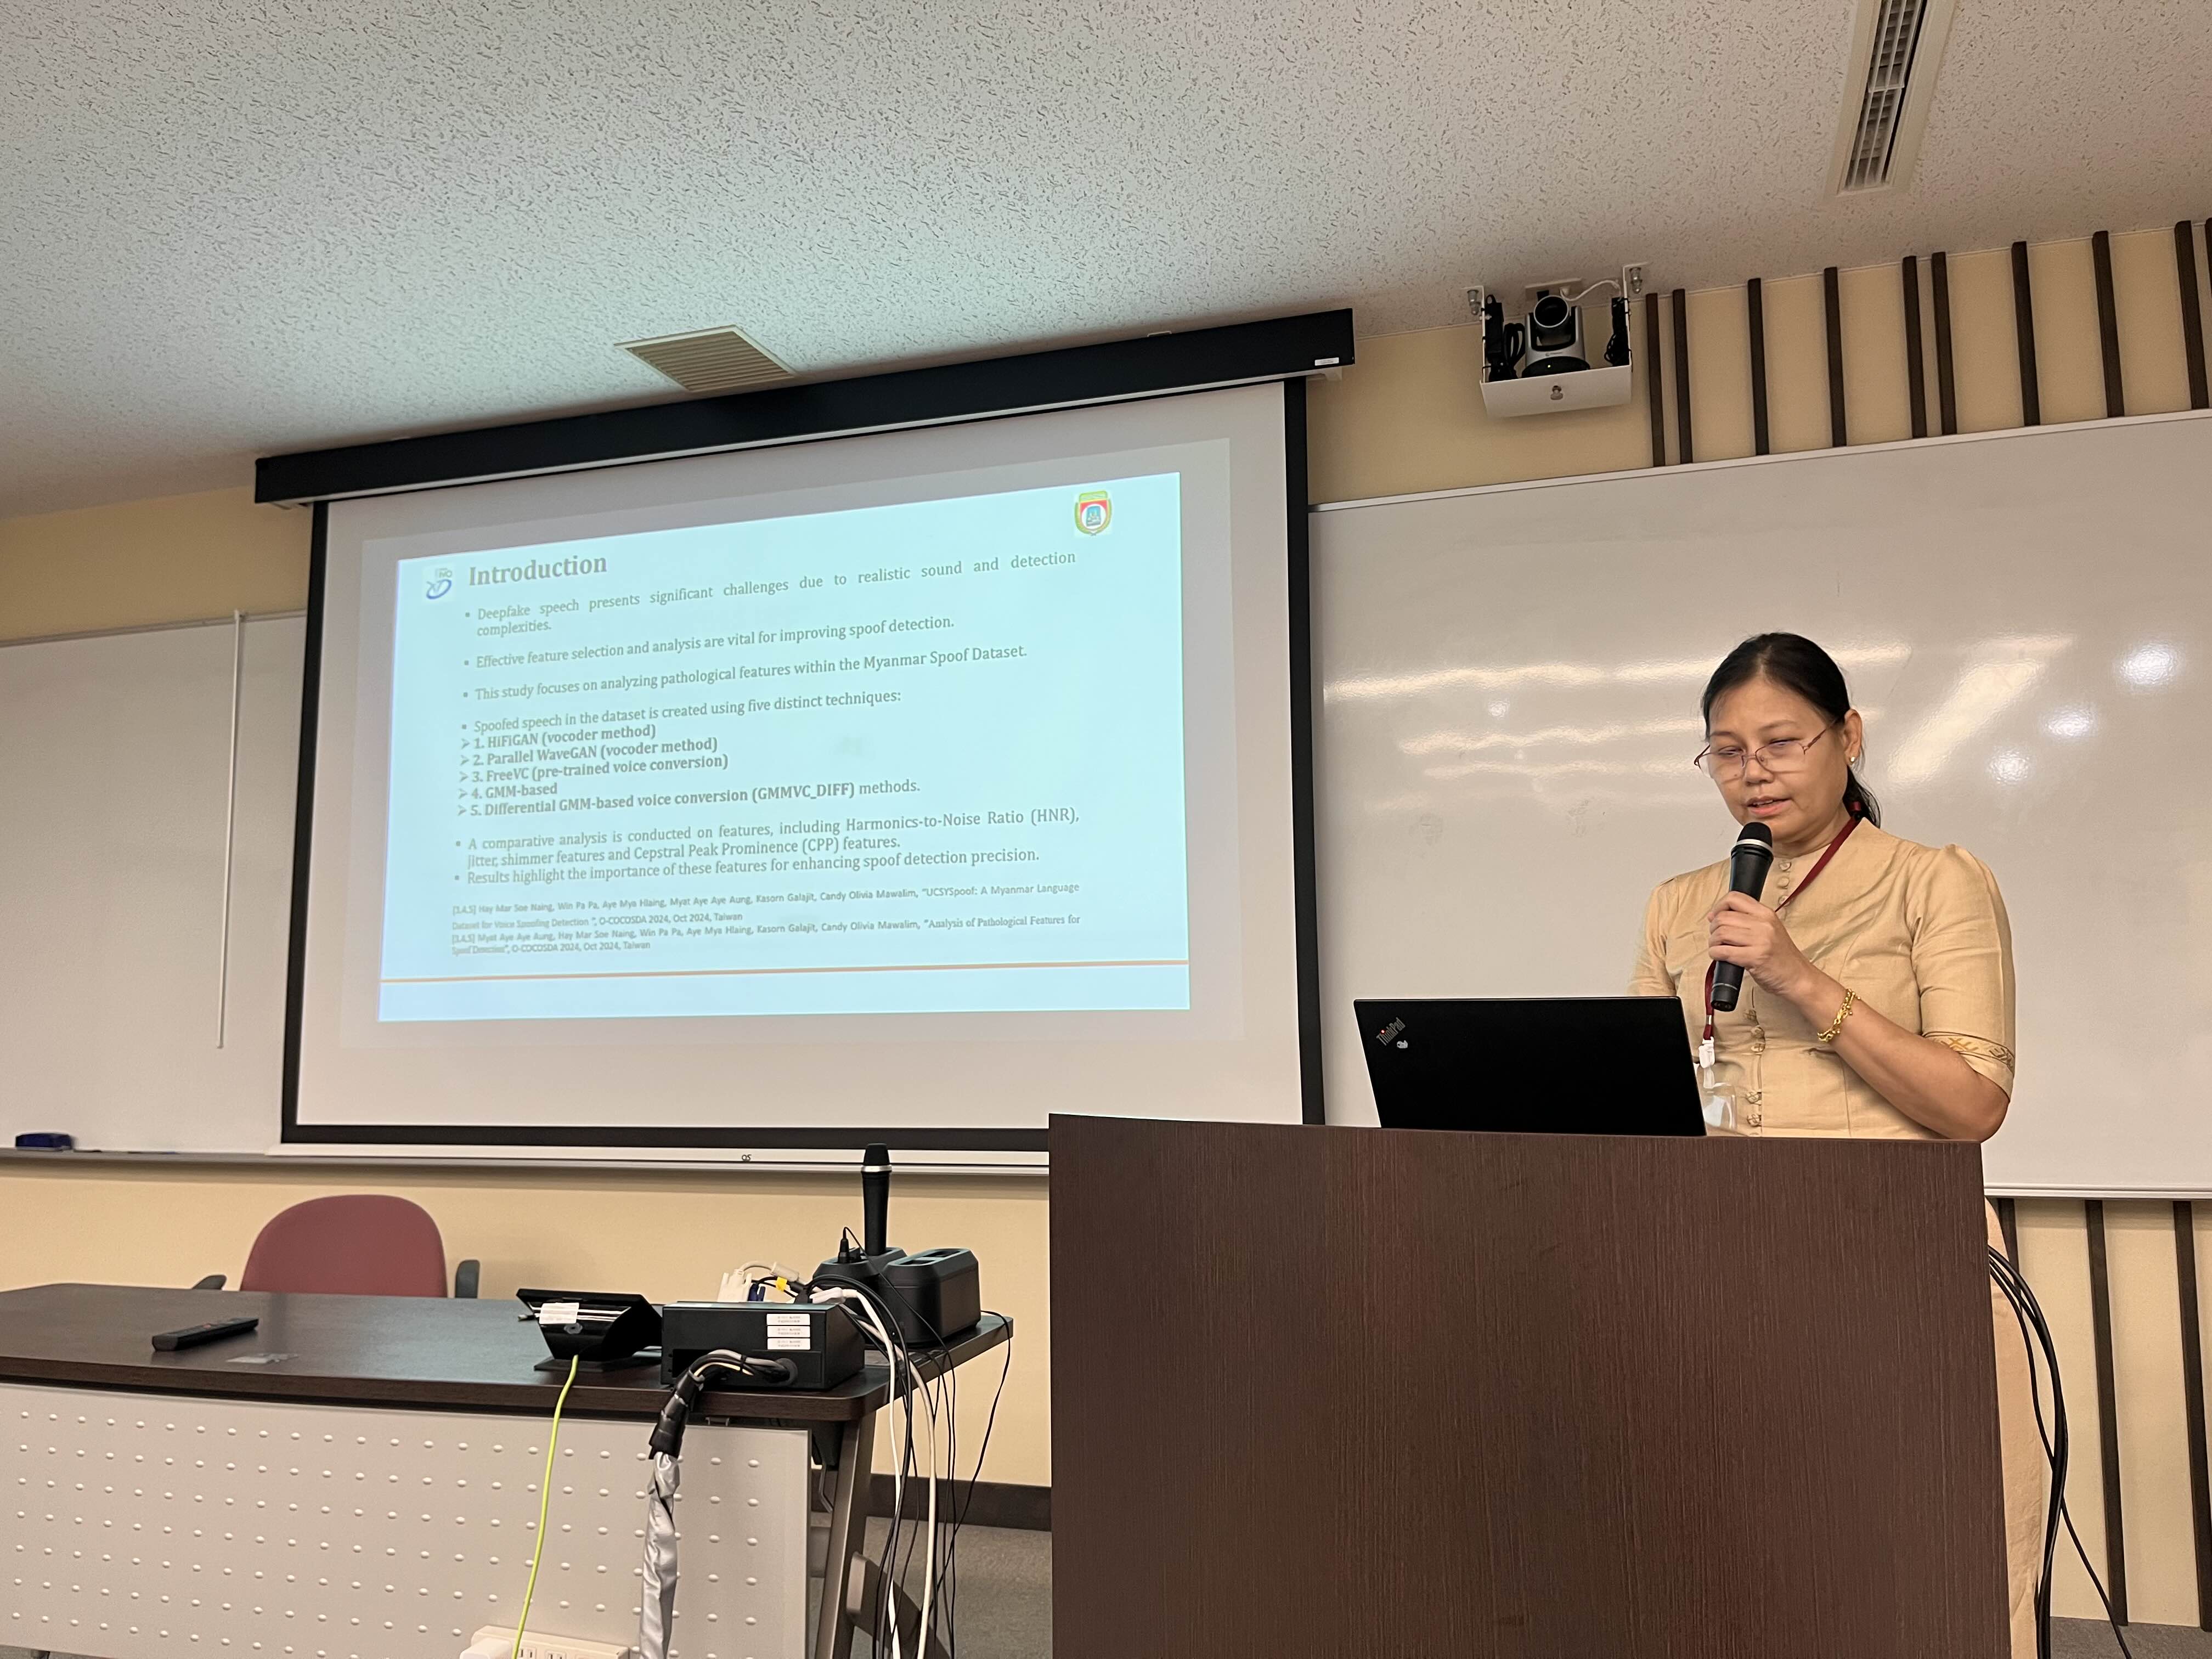 Introduction
▪ Deepfake speech presents significant challenges due to realistic sound and detection
complexities.
▪ Effective feature selection and analysis are vital for improving spoof detection.
▪ This study focuses on analyzing pathological features within the Myanmar Spoof Dataset.
▪ Spoofed speech in the dataset is created using five distinct techniques:
➢ 1. HiFiGAN (vocoder method)
➢ 2. Parallel WaveGAN (vocoder method)
➢ 3. FreeVC (pre-trained voice conversion)
➢ 4. GMM-based
➢ 5. Differential GMM-based voice conversion (GMMVC_DIFF) methods.
▪ A comparative analysis is conducted on features, including Harmonics-to-Noise Ratio (HNR),
jitter, shimmer features and Cepstral Peak Prominence (CPP) features.
▪ Results highlight the importance of these features for enhancing spoof detection precision.
[3,4,5] Hay Mar Soe Naing, Win Pa Pa, Aye Mya Hlaing, Myat Aye Aye Aung, Kasorn Galajit, Candy Olivia Mawalim, "UCSYSpoof: A Myanmar Language
Dataset for Voice Spoofing Detection ", O-COCOSDA 2024, Oct 2024, Taiwan
[3,4,5] Myat Aye Aye Aung, Hay Mar Soe Naing, Win Pa Pa, Aye Mya Hlaing, Kasorn Galajit, Candy Olivia Mawalim, "Analysis of Pathological Features for
Spoof Detection", O-COCOSDA 2024, Oct 2024, Taiwan
ThinkPad
OS